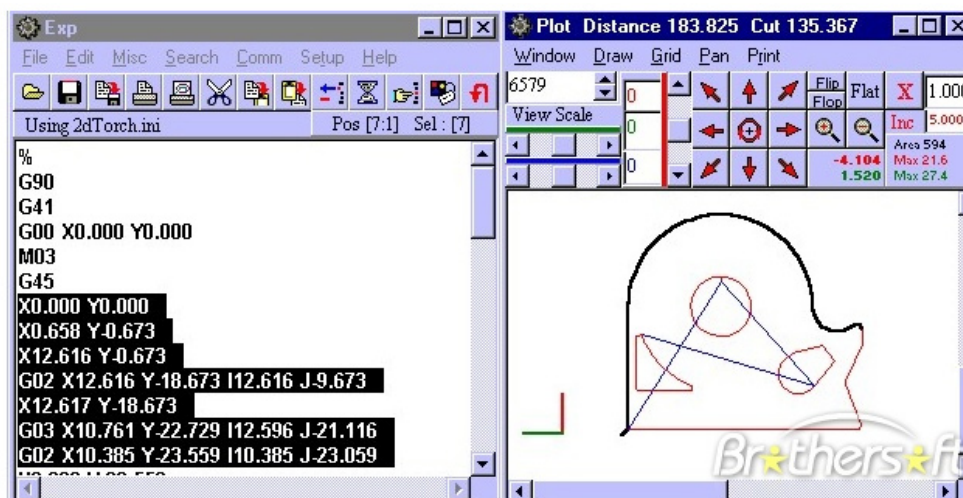 Exp
File Edit Misc Search Comm Setup Help
Using 2dTorch.ini Pos [7:1] Sel : [7]
%
G90
G41
G00 X0.000 Y0.000
M03
G45
X0.000 Y0.000
X0.658 Y-0.673
X12.616 Y-0.673
G02 X12.616 Y-18.673 I12.616 J-9.673
X12.617 Y-18.673
G03 X10.761 Y-22.729 I12.596 J-21.116
G02 X10.385 Y-23.559 I10.385 J-23.059
Plot Distance 183.825 Cut 135.367
Window Draw Grid Pan Print
6579
View Scale
0
0
0
Flip
Flop
Flat
X 1.000
Inc 5.000
Area 594
-4.104 Max 21.6
1.520 Max 27.4
Brothersoft